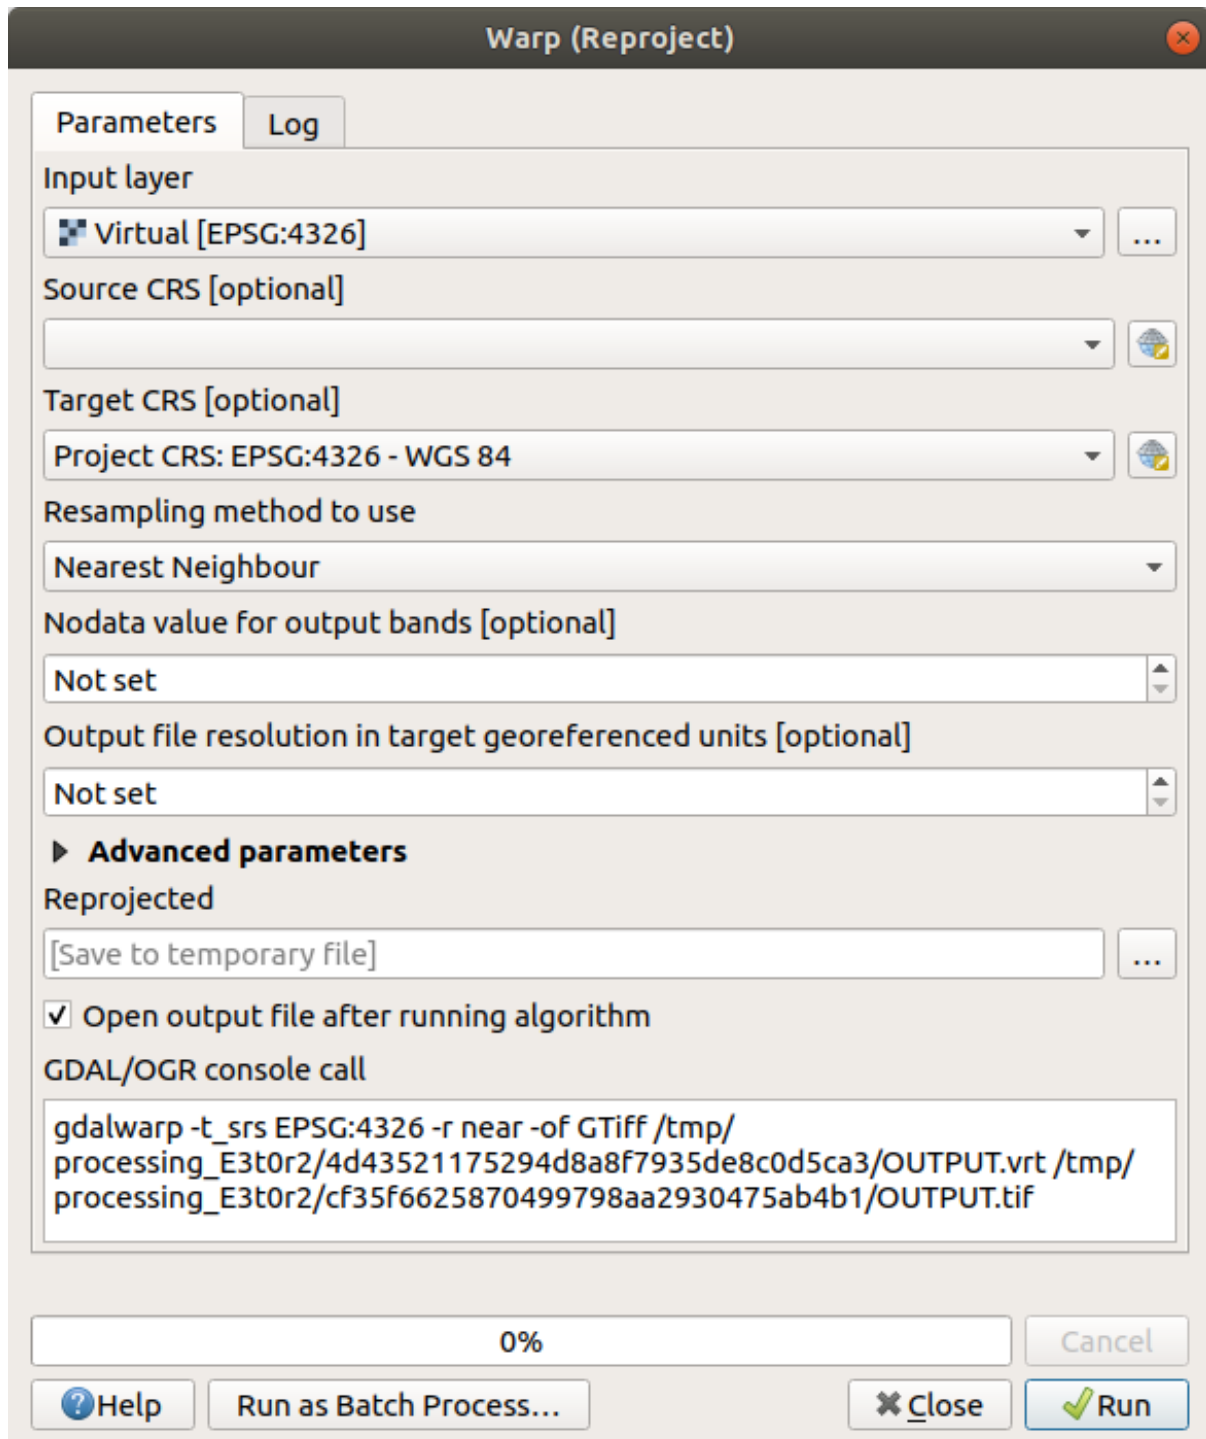 Warp (Reproject)
Parameters
Log
Input layer
Virtual [EPSG:4326]
...
Source CRS [optional]
Target CRS [optional]
Project CRS: EPSG:4326 - WGS 84
Resampling method to use
Nearest Neighbour
Nodata value for output bands [optional]
Not set
Output file resolution in target georeferenced units [optional]
Not set
Advanced parameters
Reprojected
[Save to temporary file]
...
Open output file after running algorithm
GDAL/OGR console call
gdalwarp -t_srs EPSG:4326 -r near -of GTiff /tmp/
processing_E3t0r2/4d43521175294d8a8f7935de8c0d5ca3/OUTPUT.vrt /tmp/
processing_E3t0r2/cf35f6625870499798aa2930475ab4b1/OUTPUT.tif
0%
Cancel
Help
Run as Batch Process...
Close
Run